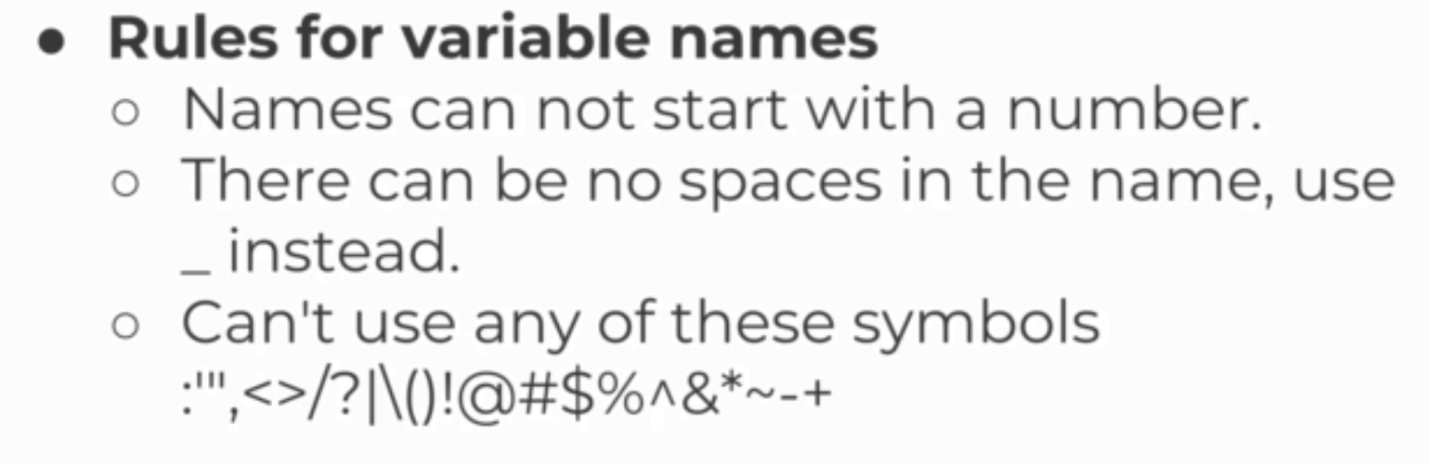 ● Rules for variable names
○ Names can not start with a number.
○ There can be no spaces in the name, use
_ instead.
○ Can't use any of these symbols
:'",<>/?|\()!@#$%^&*~-+